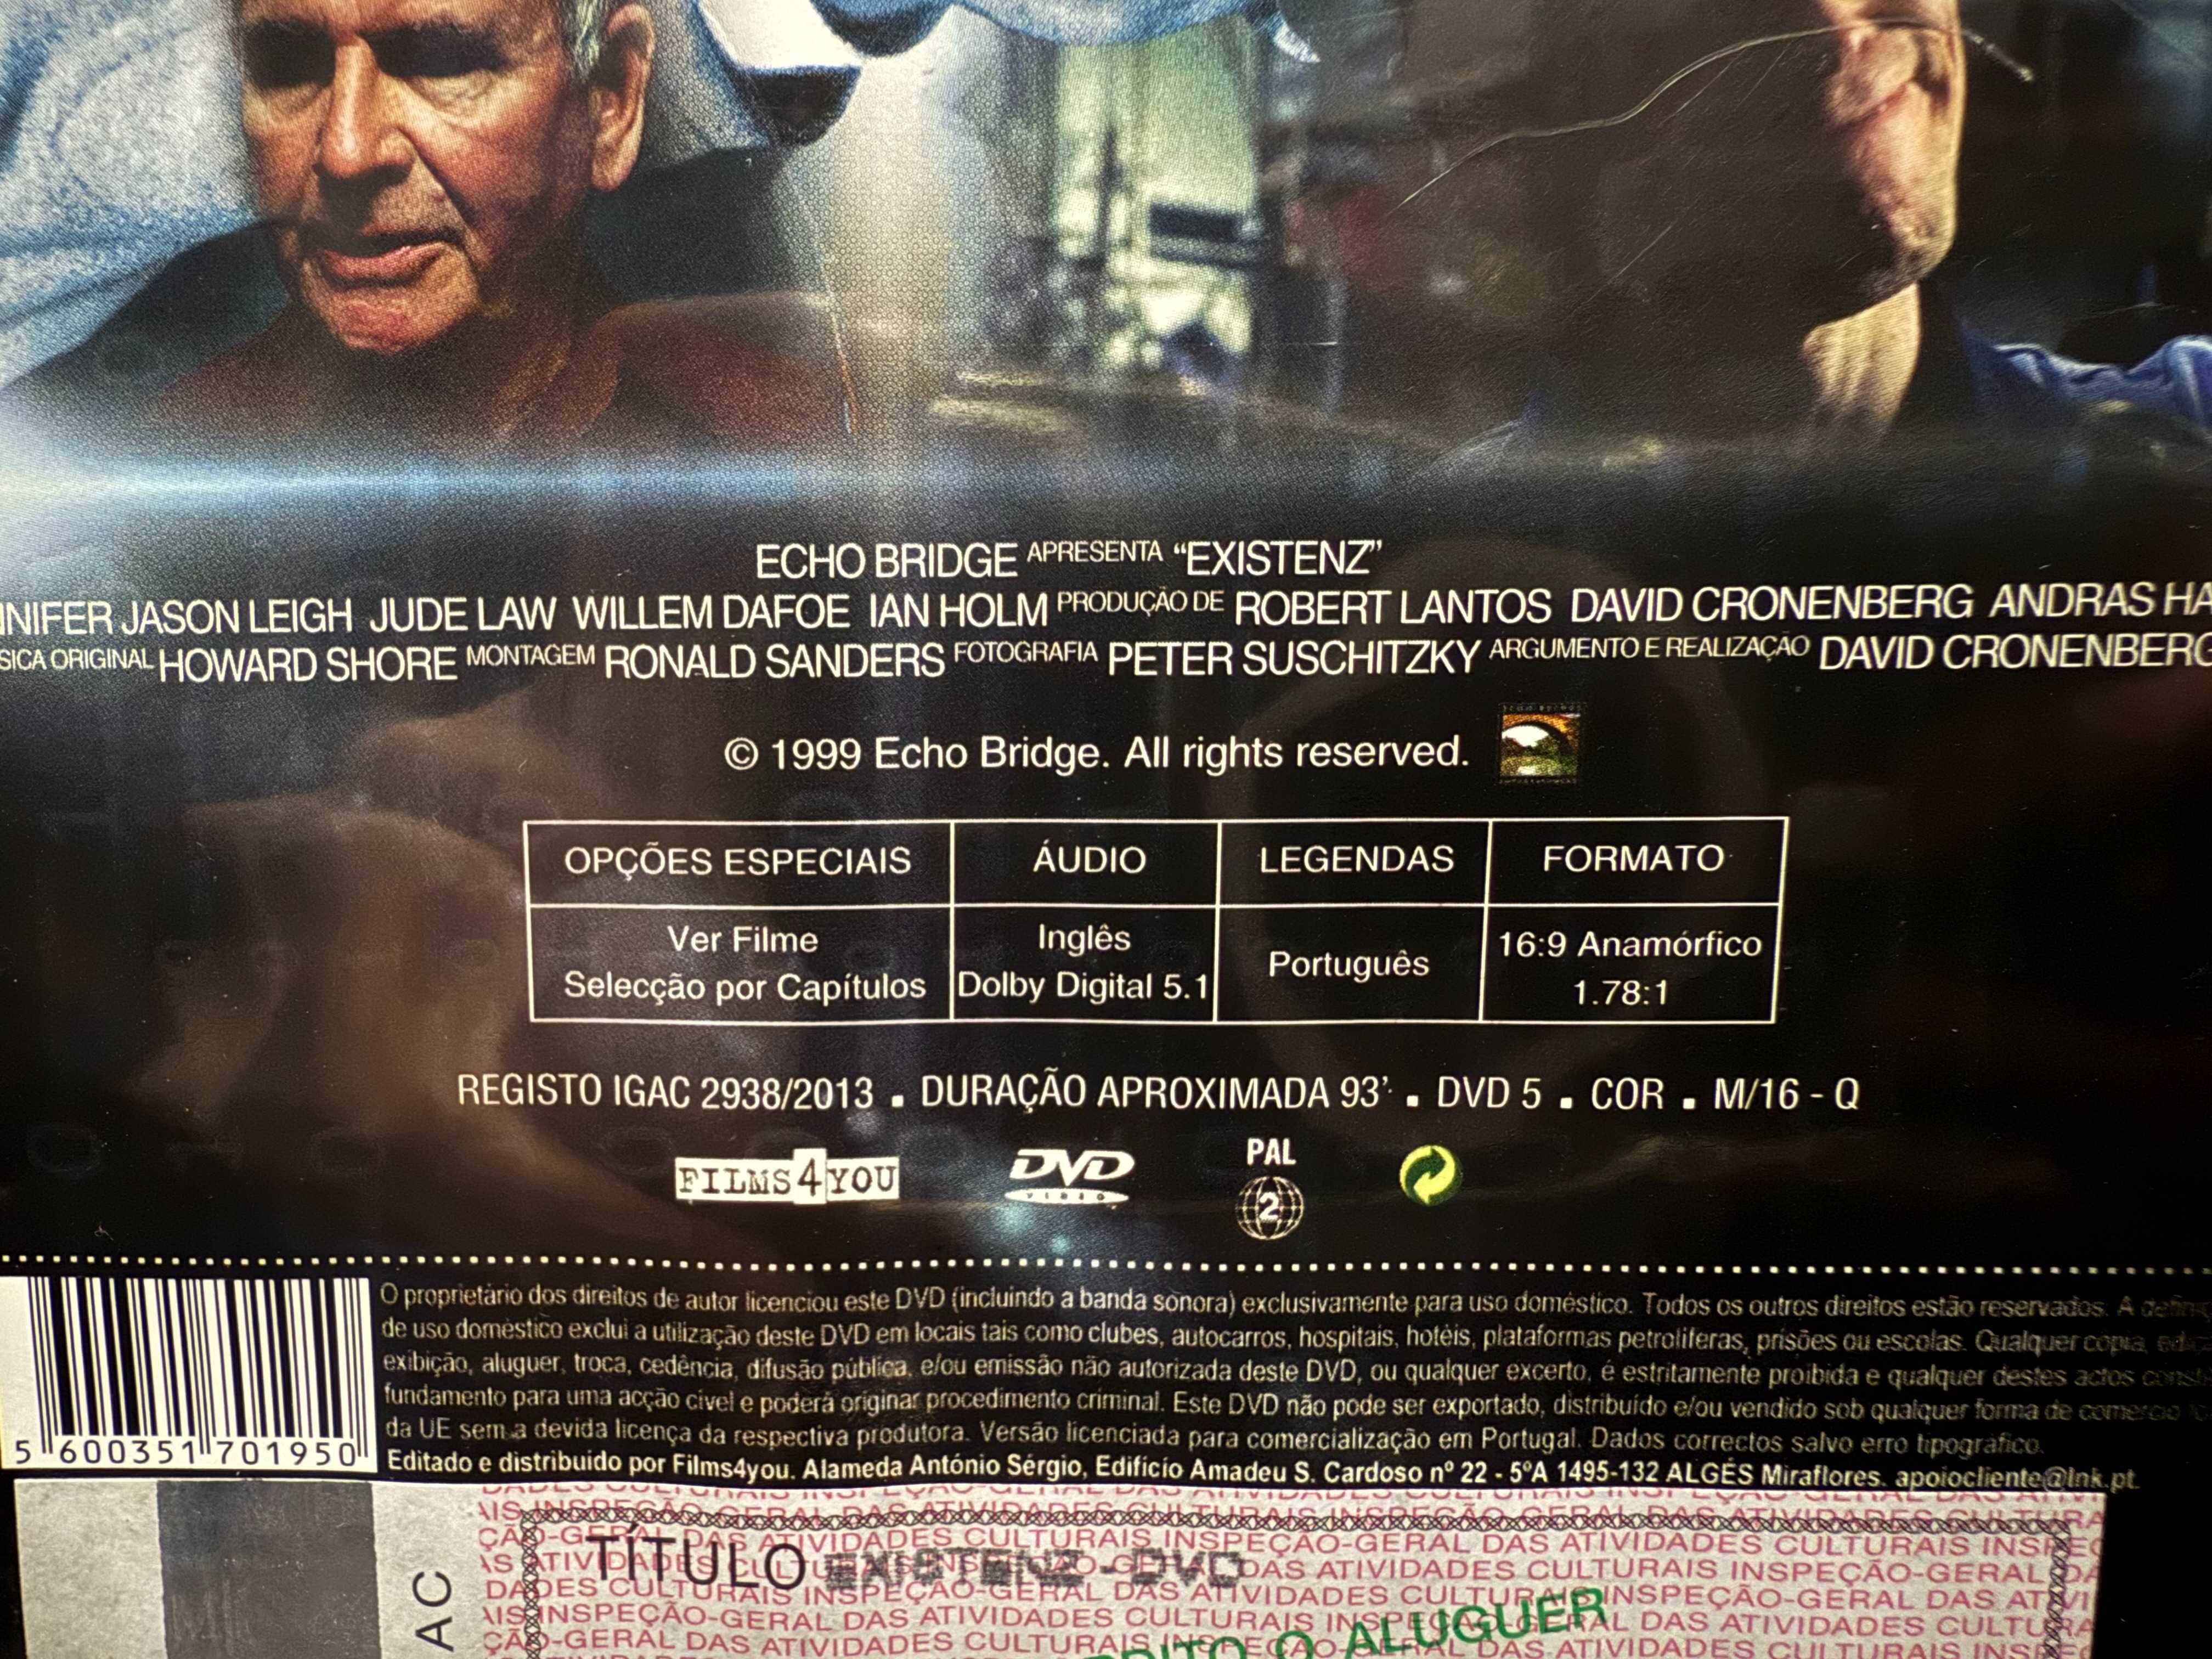 ECHO BRIDGE APRESENTA “EXISTENZ”
NNIFER JASON LEIGH JUDE LAW WILLEM DAFOE IAN HOLM PRODUÇÃO DE ROBERT LANTOS DAVID CRONENBERG ANDRAS HA
SICA ORIGINAL HOWARD SHORE MONTAGEM RONALD SANDERS FOTOGRAFIA PETER SUSCHITZKY ARGUMENTO E REALIZAÇÃO DAVID CRONENBERG
© 1999 Echo Bridge. All rights reserved.
OPÇÕES ESPECIAIS ÁUDIO LEGENDAS FORMATO
Ver Filme Inglês Português 16:9 Anamórfico
Selecção por Capítulos Dolby Digital 5.1 1.78:1
REGISTO IGAC 2938/2013 . DURAÇÃO APROXIMADA 93' . DVD 5 . COR . M/16 - Q
FILMS4YOU DVD VIDEO PAL 2
O proprietário dos direitos de autor licenciou este DVD (incluindo a banda sonora) exclusivamente para uso doméstico. Todos os outros direitos estão reservados. A
de uso doméstico exclui a utilização deste DVD em locais tais como clubes, autocarros, hospitais, hotéis, plataformas petrolíferas, prisões ou escolas. Qualquer copia,
exibição, aluguer, troca, cedência, difusão pública, e/ou emissão não autorizada deste DVD, ou qualquer excerto, é estritamente proibida e qualquer destes actos
fundamento para uma acção cível e poderá originar procedimento criminal. Este DVD não pode ser exportado, distribuído e/ou vendido sob qualquer forma de comercio
da UE sem a devida licença da respectiva produtora. Versão licenciada para comercialização em Portugal. Dados correctos salvo erro tipográfico.
Editado e distribuído por Films4you. Alameda António Sérgio, Edifício Amadeu S. Cardoso nº 22 - 5ºA 1495-132 ALGÉS Miraflores. apoiocliente@lnk.pt
5 600351 701950
AC
TÍTULO EXISTENZ-DVD
INSPEÇÃO-GERAL DAS ATIVIDADES CULTURAIS
O ALUGUER